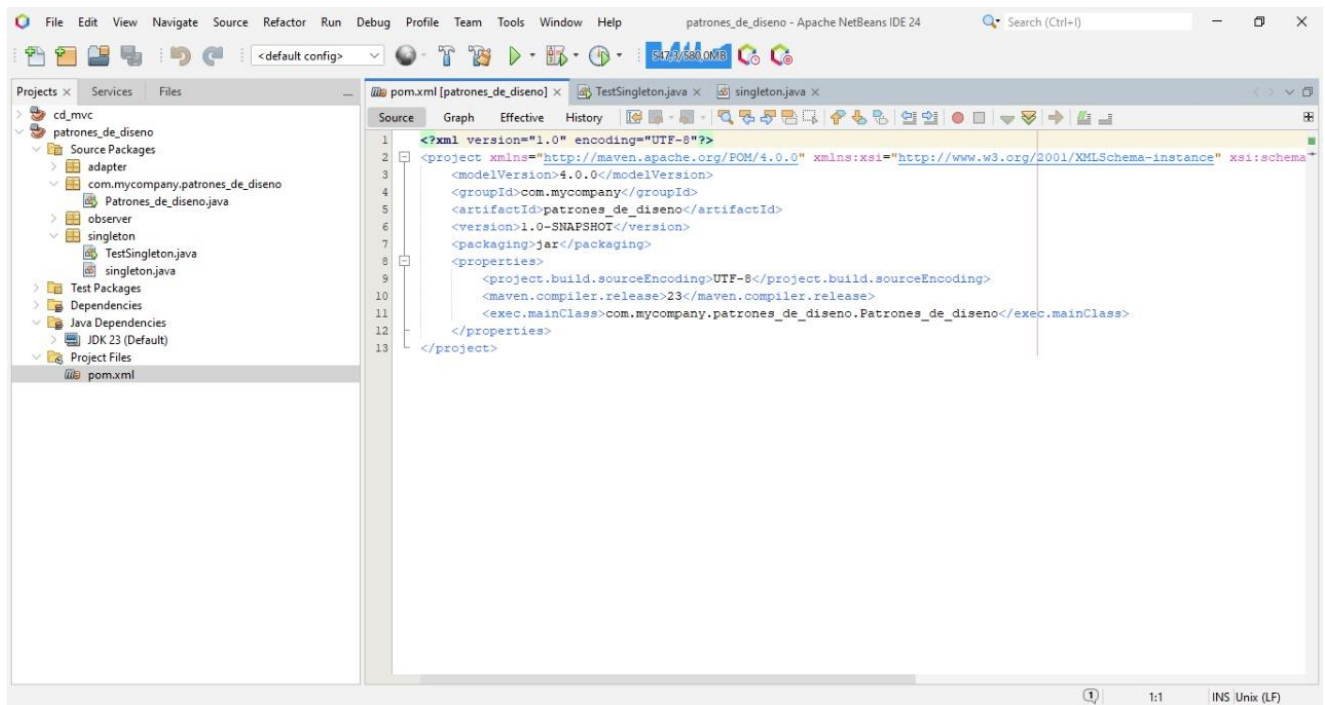 File Edit View Navigate Source Refactor Run Debug Profile Team Tools Window Help patrones_de_diseno - Apache NetBeans IDE 24 Search (Ctrl+I)
<default config> 547,3/580,0MB
Projects Services Files
cd_mvc
patrones_de_diseno
Source Packages
adapter
com.mycompany.patrones_de_diseno
Patrones_de_diseno.java
observer
singleton
TestSingleton.java
singleton.java
Test Packages
Dependencies
Java Dependencies
JDK 23 (Default)
Project Files
pom.xml
pom.xml [patrones_de_diseno] TestSingleton.java singleton.java
Source Graph Effective History
1 <?xml version="1.0" encoding="UTF-8"?>
2 <project xmlns="http://maven.apache.org/POM/4.0.0" xmlns:xsi="http://www.w3.org/2001/XMLSchema-instance" xsi:schema
3 <modelVersion>4.0.0</modelVersion>
4 <groupId>com.mycompany</groupId>
5 <artifactId>patrones_de_diseno</artifactId>
6 <version>1.0-SNAPSHOT</version>
7 <packaging>jar</packaging>
8 <properties>
9 <project.build.sourceEncoding>UTF-8</project.build.sourceEncoding>
10 <maven.compiler.release>23</maven.compiler.release>
11 <exec.mainClass>com.mycompany.patrones_de_diseno.Patrones_de_diseno</exec.mainClass>
12 </properties>
13 </project>
1 1:1 INS Unix (LF)